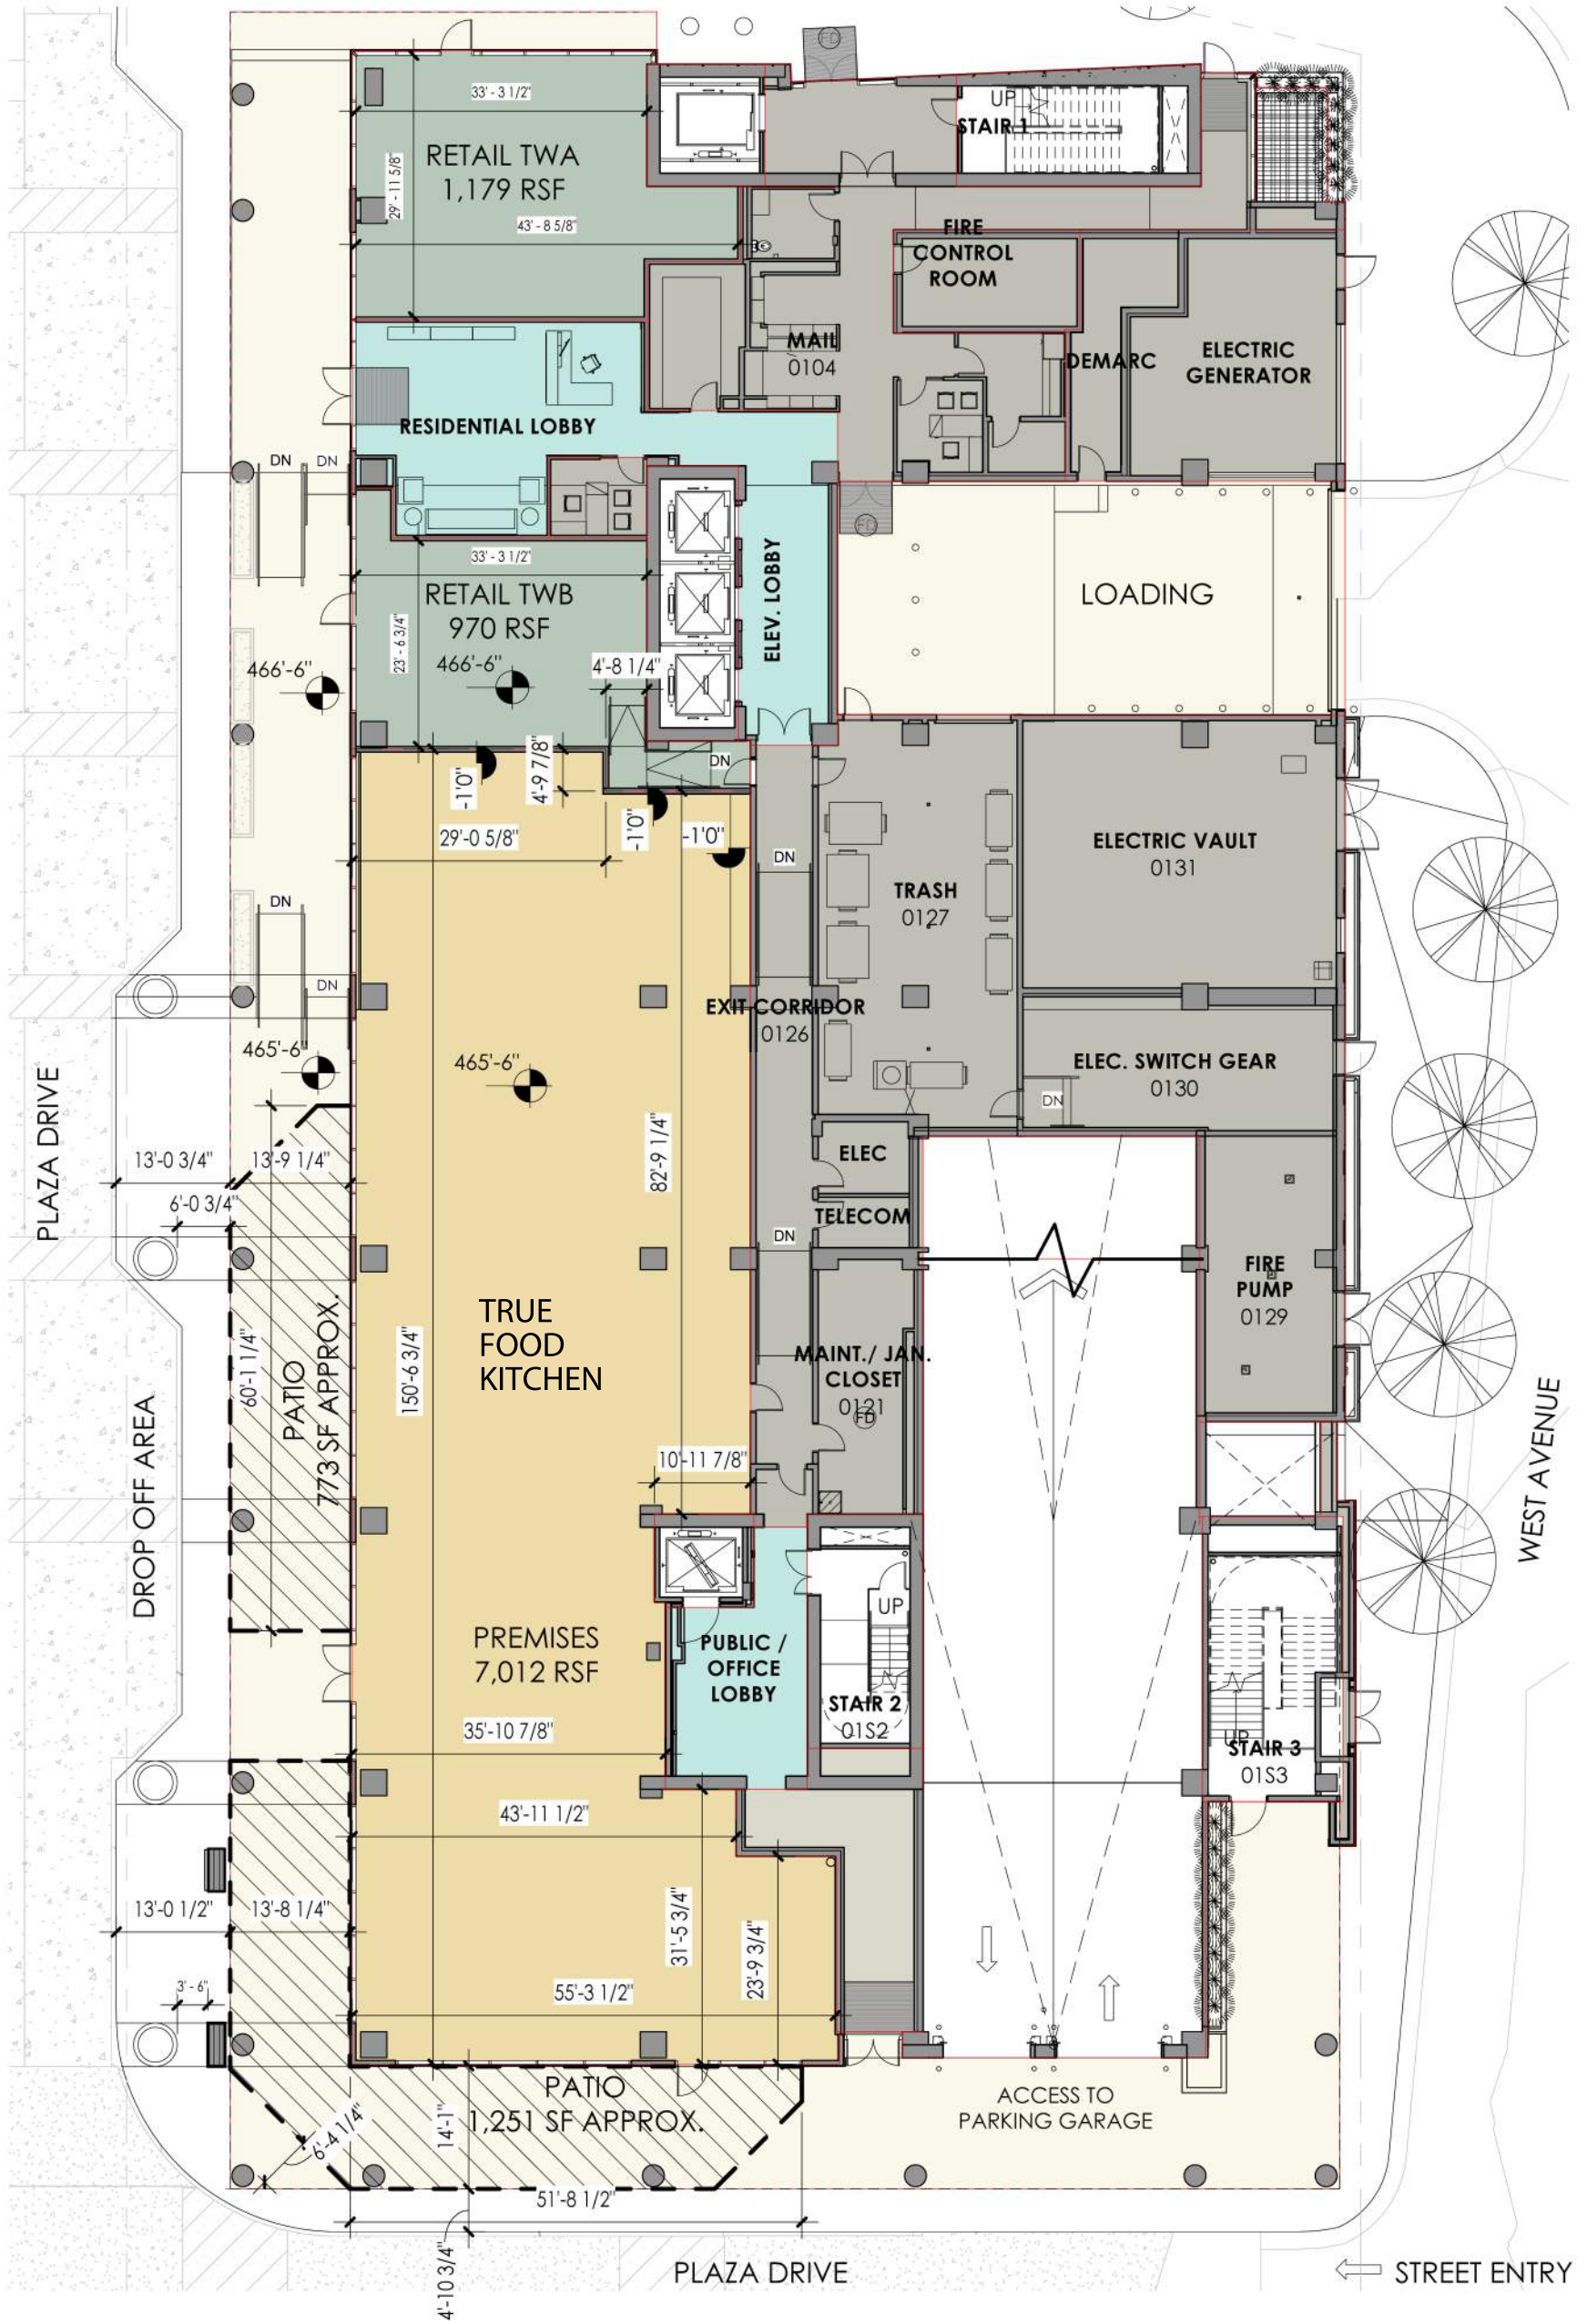 FD
33' - 3 1/2"
UP
STAIR 1
RETAIL TWA
1,179 RSF
29' - 11 5/8"
43' - 8 5/8"
FIRE
CONTROL
ROOM
MAIL
0104
DEMARC
ELECTRIC
GENERATOR
RESIDENTIAL LOBBY
DN
DN
FD
33' - 3 1/2"
RETAIL TWB
970 RSF
23' - 6 3/4"
ELEV. LOBBY
LOADING
466'-6"
466'-6"
4'-8 1/4"
DN
-1'0"
4'-9 7/8"
29'-0 5/8"
-1'0"
-1'0"
DN
ELECTRIC VAULT
0131
TRASH
0127
DN
DN
EXIT CORRIDOR
0126
465'-6"
465'-6"
ELEC. SWITCH GEAR
0130
DN
PLAZA DRIVE
13'-0 3/4"
13'-9 1/4"
6'-0 3/4"
82'-9 1/4"
ELEC
TELECOM
DN
FIRE
PUMP
0129
TRUE
FOOD
KITCHEN
60'-1 1/4"
PATIO
773 SF APPROX.
150'-6 3/4"
MAINT./ JAN.
CLOSET
0121
FD
DROP OFF AREA
10'-11 7/8"
WEST AVENUE
UP
PREMISES
7,012 RSF
PUBLIC /
OFFICE
LOBBY
STAIR 2
01S2
35'-10 7/8"
UP
STAIR 3
01S3
43'-11 1/2"
13'-0 1/2"
13'-8 1/4"
31'-5 3/4"
23'-9 3/4"
3' - 6"
55'-3 1/2"
PATIO
1,251 SF APPROX.
ACCESS TO
PARKING GARAGE
6'-4 1/4"
14'-1"
51'-8 1/2"
4'-10 3/4"
PLAZA DRIVE
STREET ENTRY